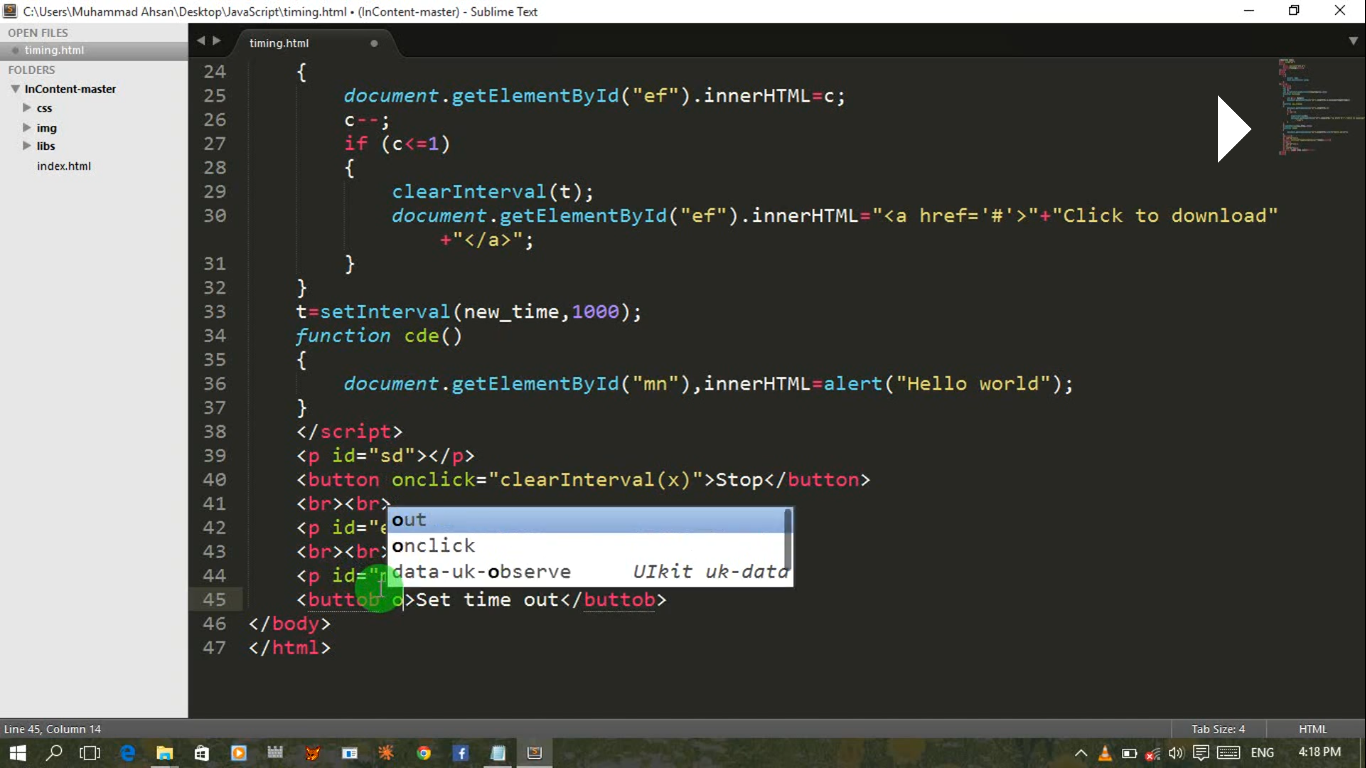 C:\Users\Muhammad Ahsan\Desktop\JavaScript\timing.html • (InContent-master) - Sublime Text
OPEN FILES
timing.html
FOLDERS
InContent-master
css
img
libs
index.html
timing.html
24 {
25 document.getElementById("ef").innerHTML=c;
26 c--;
27 if (c<=1)
28 {
29 clearInterval(t);
30 document.getElementById("ef").innerHTML="<a href='#'>"+"Click to download"
+"</a>";
31 }
32 }
33 t=setInterval(new_time,1000);
34 function cde()
35 {
36 document.getElementById("mn"),innerHTML=alert("Hello world");
37 }
38 </script>
39 <p id="sd"></p>
40 <button onclick="clearInterval(x)">Stop</button>
41 <br><br>
42 <p id="e
43 <br><br>
44 <p id="
45 <buttob o>Set time out</buttob>
46 </body>
47 </html>
out
onclick
data-uk-observe UIkit uk-data
Line 45, Column 14
Tab Size: 4
HTML
ENG
4:18 PM